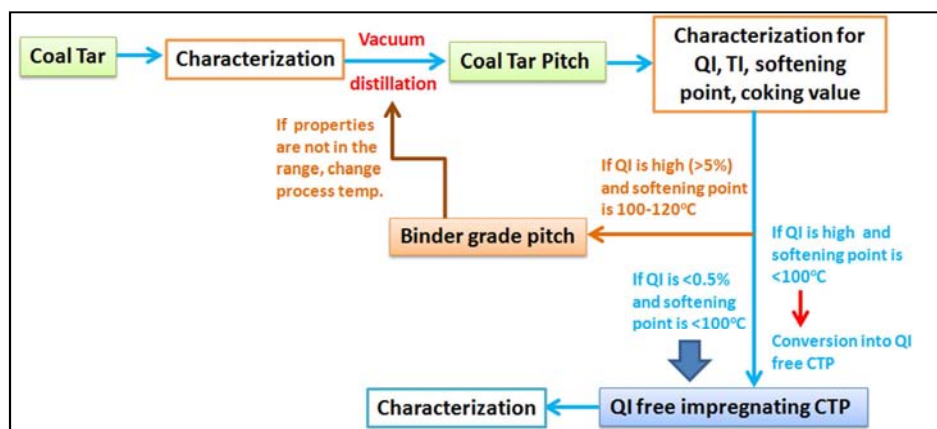 Coal Tar
Characterization
Vacuum
distillation
Coal Tar Pitch
Characterization for
QI, TI, softening
point, coking value
If properties
are not in the
range, change
process temp.
If QI is high (>5%)
and softening point
is 100-120°C
Binder grade pitch
If QI is high and
softening point is
<100°C
If QI is <0.5%
and softening
point is <100°C
Conversion into QI
free CTP
Characterization
QI free impregnating CTP